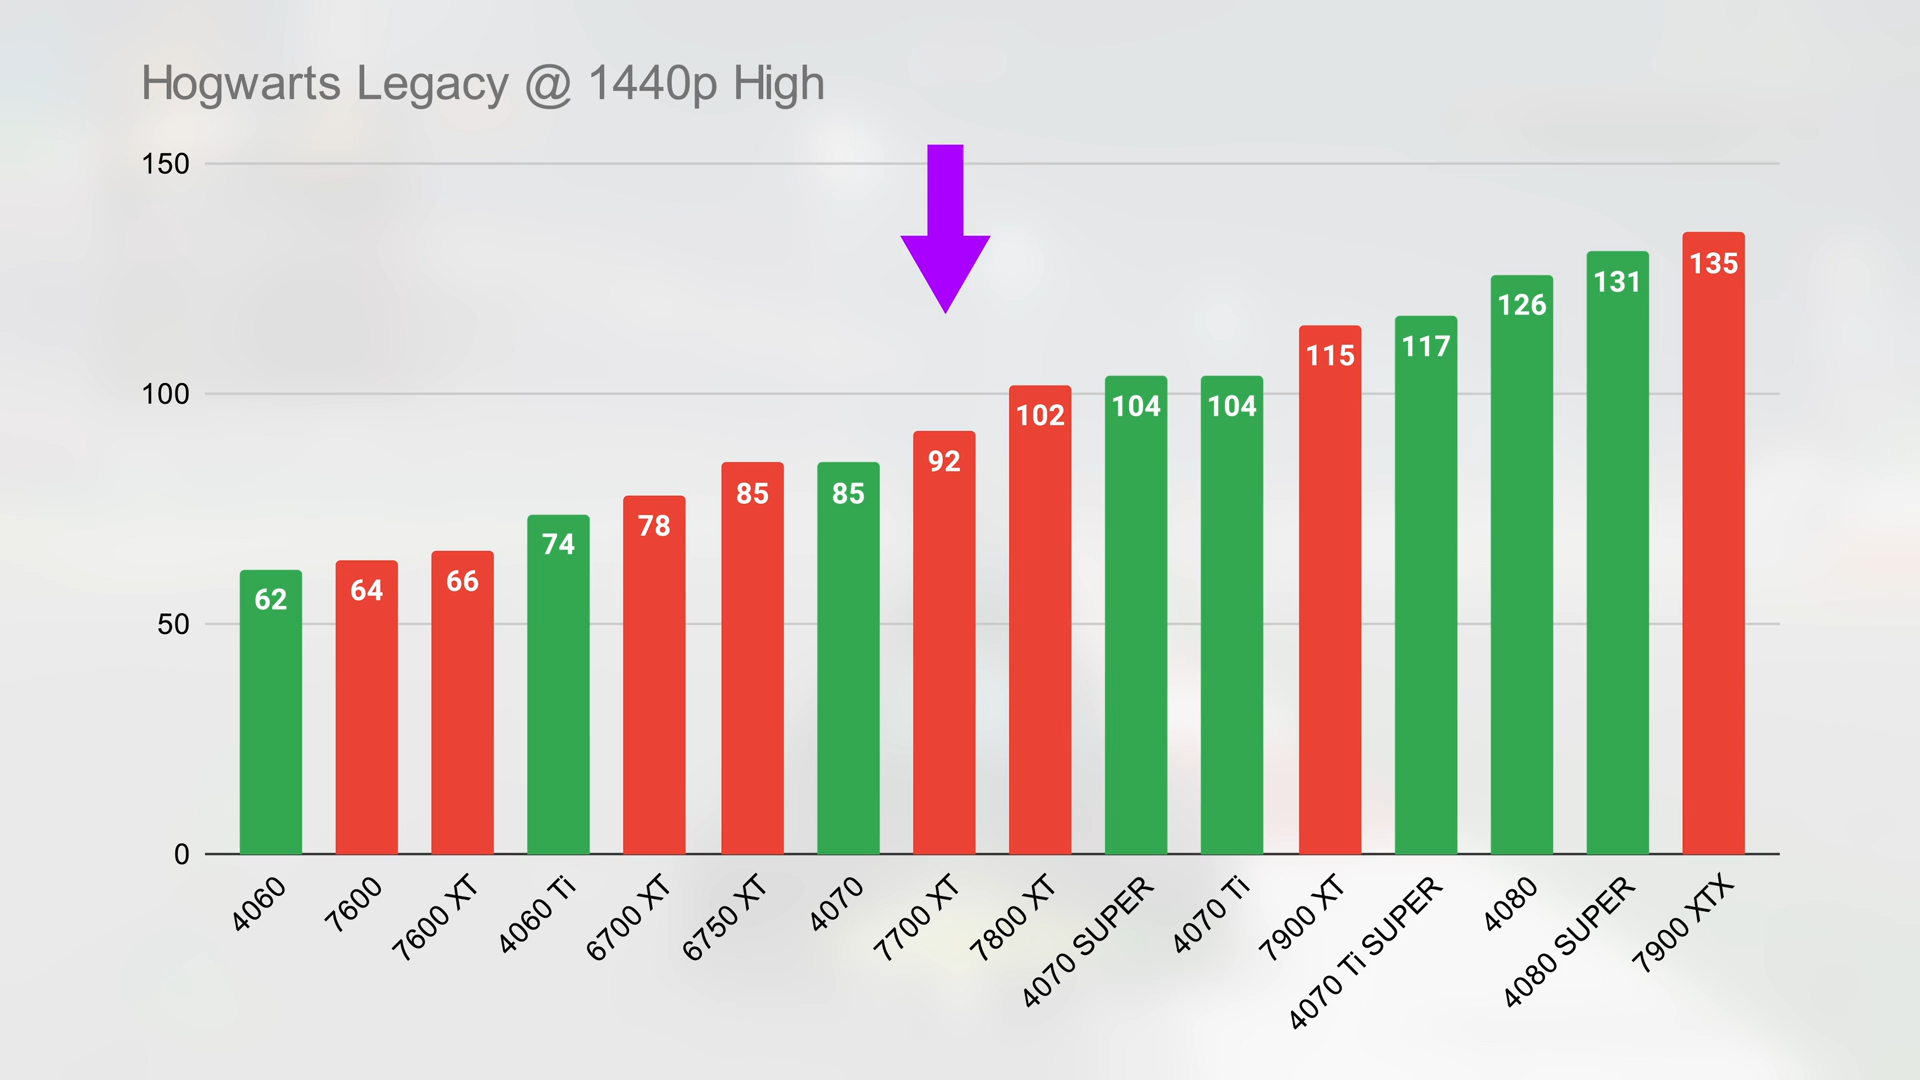 Hogwarts Legacy @ 1440p High
150
100
50
0
62
64
66
74
78
85
85
92
102
104
104
115
117
126
131
135
4060
7600
7600 XT
4060 Ti
6700 XT
6750 XT
4070
7700 XT
7800 XT
4070 SUPER
4070 Ti
7900 XT
4070 Ti SUPER
4080
4080 SUPER
7900 XTX